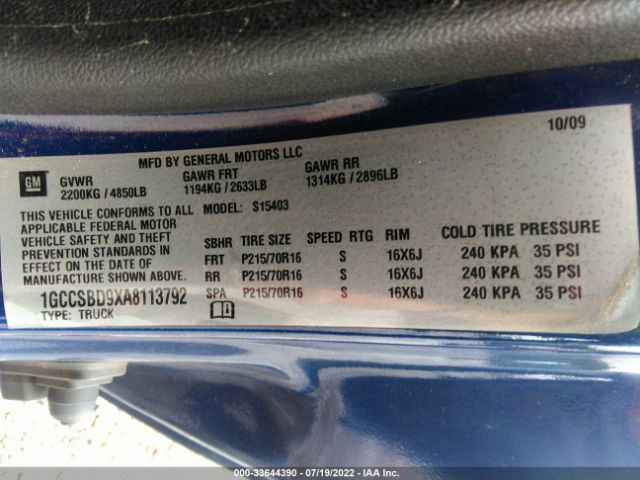 10/09
MFD BY GENERAL MOTORS LLC
GM
GVWR GAWR FRT GAWR RR
2200KG / 4850LB 1194KG / 2633LB 1314KG / 2896LB
THIS VEHICLE CONFORMS TO ALL
APPLICABLE FEDERAL MOTOR
VEHICLE SAFETY AND THEFT
PREVENTION STANDARDS IN
EFFECT ON THE DATE OF
MANUFACTURE SHOWN ABOVE.
1GCCSBD9XA8113792
TYPE: TRUCK
MODEL: S15403
SBHR TIRE SIZE SPEED RTG RIM COLD TIRE PRESSURE
FRT P215/70R16 S 16X6J 240 KPA 35 PSI
RR P215/70R16 S 16X6J 240 KPA 35 PSI
SPA P215/70R16 S 16X6J 240 KPA 35 PSI
000-33644390 - 07/19/2022 - IAA Inc.